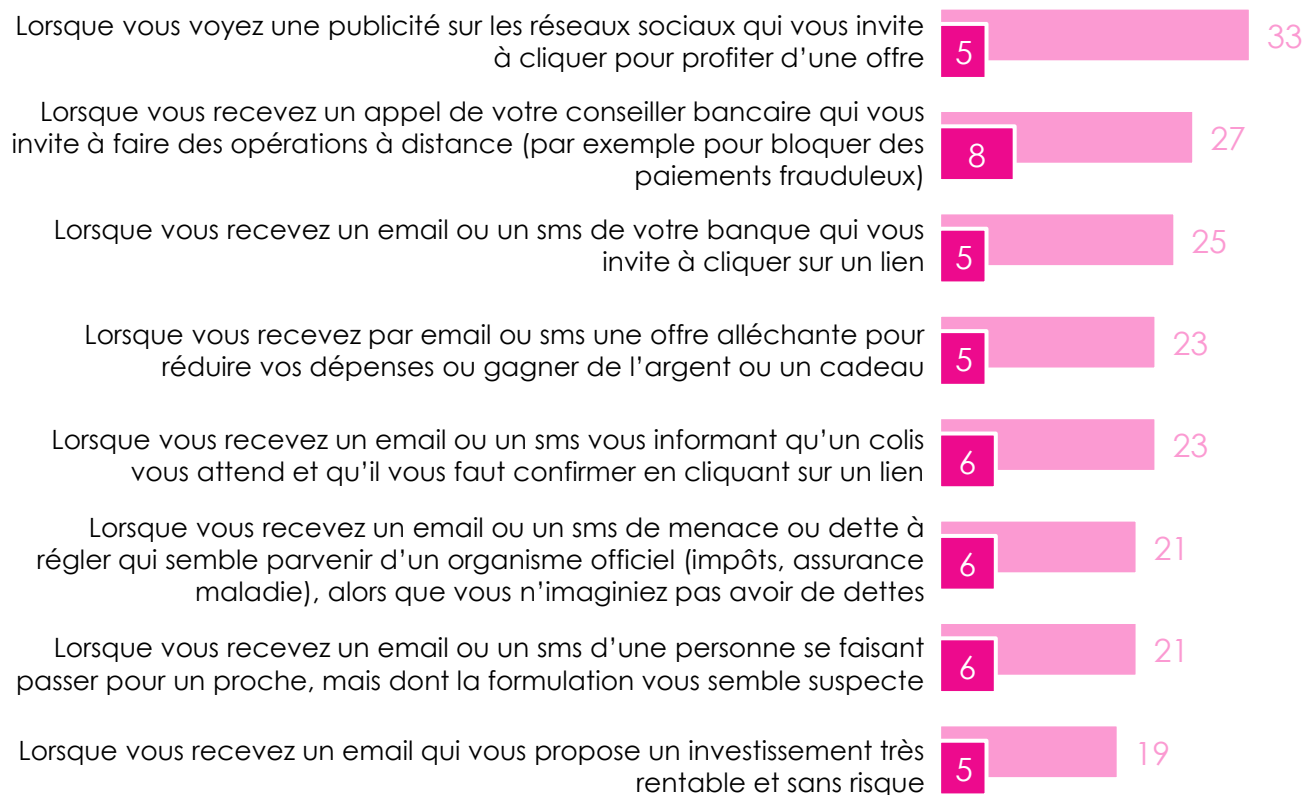 Lorsque vous voyez une publicité sur les réseaux sociaux qui vous invite
à cliquer pour profiter d’une offre
5
33
Lorsque vous recevez un appel de votre conseiller bancaire qui vous
invite à faire des opérations à distance (par exemple pour bloquer des
paiements frauduleux)
8
27
Lorsque vous recevez un email ou un sms de votre banque qui vous
invite à cliquer sur un lien
5
25
Lorsque vous recevez par email ou sms une offre alléchante pour
réduire vos dépenses ou gagner de l’argent ou un cadeau
5
23
Lorsque vous recevez un email ou un sms vous informant qu’un colis
vous attend et qu’il vous faut confirmer en cliquant sur un lien
6
23
Lorsque vous recevez un email ou un sms de menace ou dette à
régler qui semble parvenir d’un organisme officiel (impôts, assurance
maladie), alors que vous n’imaginiez pas avoir de dettes
6
21
Lorsque vous recevez un email ou un sms d’une personne se faisant
passer pour un proche, mais dont la formulation vous semble suspecte
6
21
Lorsque vous recevez un email qui vous propose un investissement très
rentable et sans risque
5
19